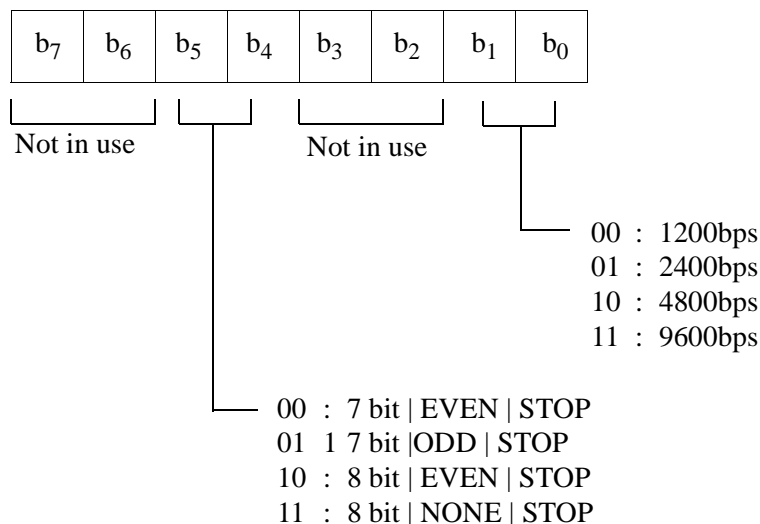 b7 b6 b5 b4 b3 b2 b1 b0
Not in use
Not in use
00 : 1200bps
01 : 2400bps
10 : 4800bps
11 : 9600bps
00 : 7 bit | EVEN | STOP
01 1 7 bit |ODD | STOP
10 : 8 bit | EVEN | STOP
11 : 8 bit | NONE | STOP